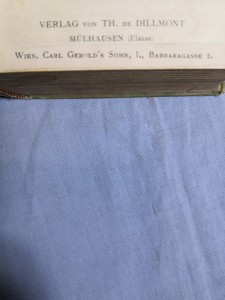 VERLAG VON TH. DE DILLMONT
MÜLHAUSEN (Elsass)
WIEN, CARL GEROLD'S SOHN, I., BARBARAGASSE 2.